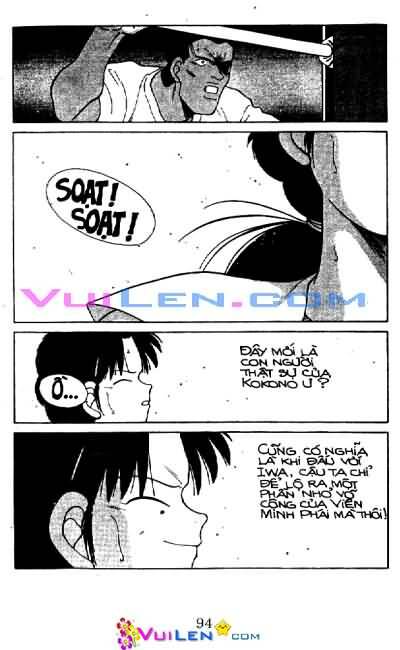 SOẠT!
SOẠT!
VuiLen.com
Ồ...
ĐÂY MỚI LÀ
CON NGƯỜI
THẬT SỰ CỦA
KOKONO Ư?
CŨNG CÓ NGHĨA
LÀ KHI ĐẤU VỚI
IWA, CẬU TA CHỈ
ĐỂ LỘ RA MỘT
PHẦN NHỎ VÕ
CÔNG CỦA VIÊN
MINH PHÁI MÀ THÔI!
94
VuiLen.com